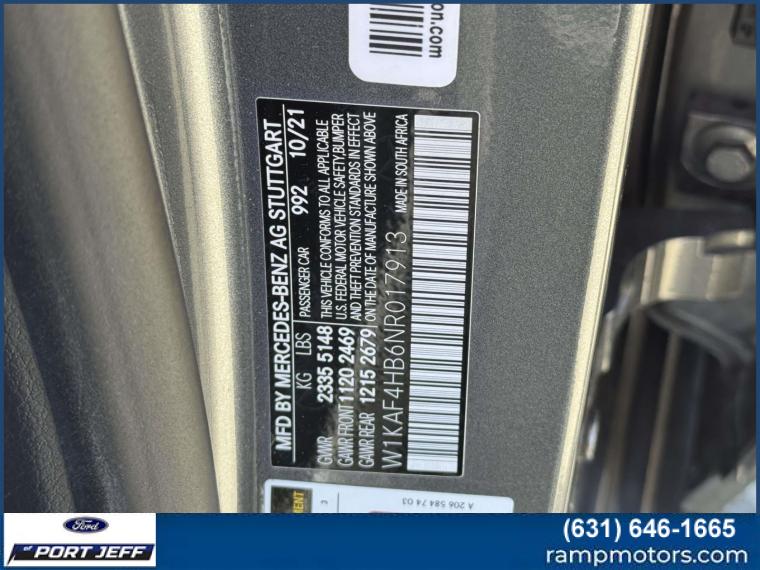 on.com
MFD BY MERCEDES-BENZ AG STUTTGART
KG LBS PASSENGER CAR 992 10/21
GVWR 2335 5148 THIS VEHICLE CONFORMS TO ALL APPLICABLE
GAWR FRONT 1120 2469 U.S. FEDERAL MOTOR VEHICLE SAFETY,BUMPER
AND THEFT PREVENTION STANDARDS IN EFFECT
GAWR REAR 1215 2679 ON THE DATE OF MANUFACTURE SHOWN ABOVE
W1KAF4HB6NR017913 MADE IN SOUTH AFRICA
A 206 584 74 03
Ford
of PORT JEFF
(631) 646-1665
rampmotors.com